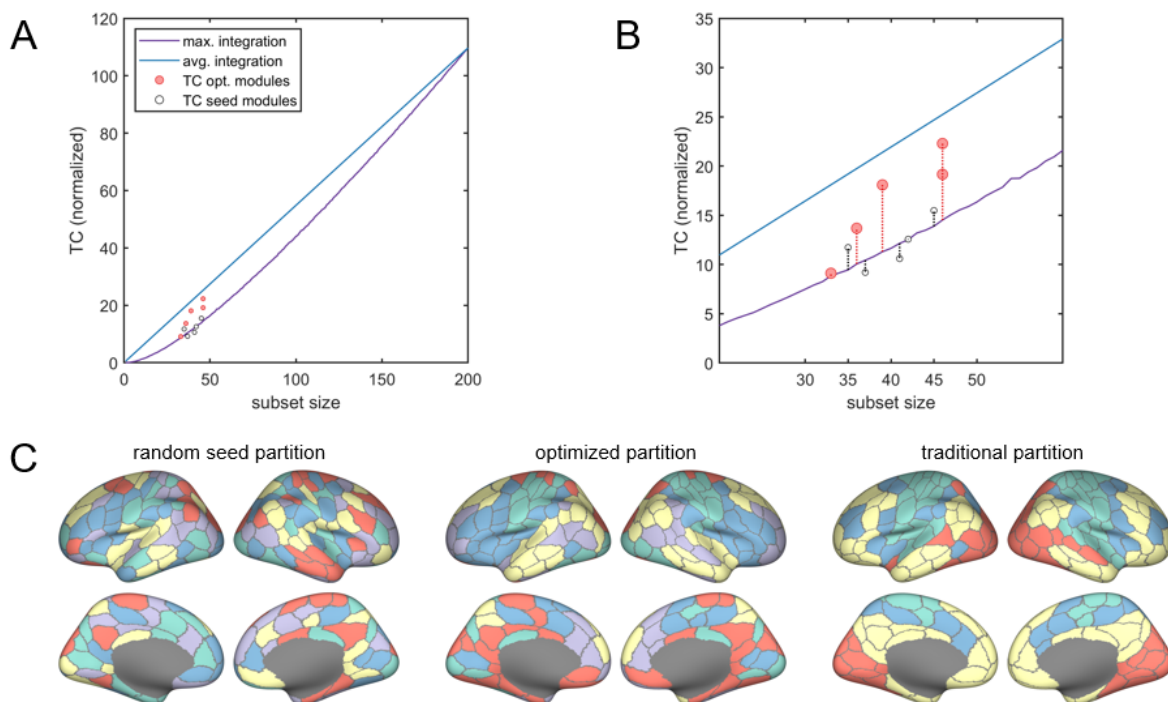 A
120
100
80
60
40
20
0
TC (normalized)
max. integration
avg. integration
TC opt. modules
TC seed modules
0 50 100 150 200
subset size
B
35
30
25
20
15
10
5
0
TC (normalized)
30 35 40 45 50
subset size
C
random seed partition
optimized partition
traditional partition